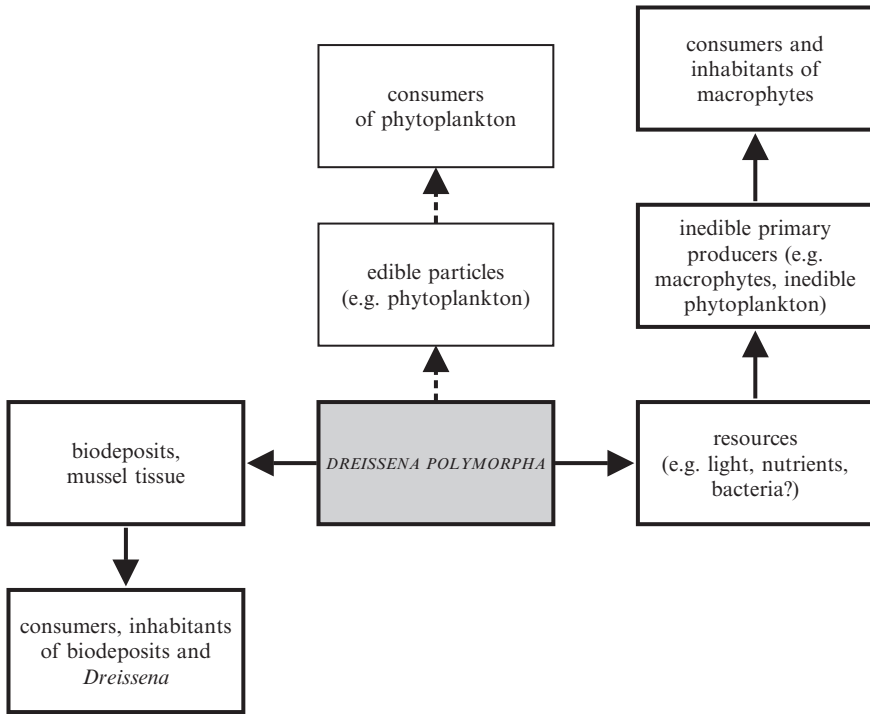 consumers
of phytoplankton
consumers and
inhabitants of
macrophytes
edible particles
(e.g. phytoplankton)
inedible primary
producers (e.g.
macrophytes, inedible
phytoplankton)
biodeposits,
mussel tissue
DREISSENA POLYMORPHA
resources
(e.g. light, nutrients,
bacteria?)
consumers, inhabitants
of biodeposits and
Dreissena